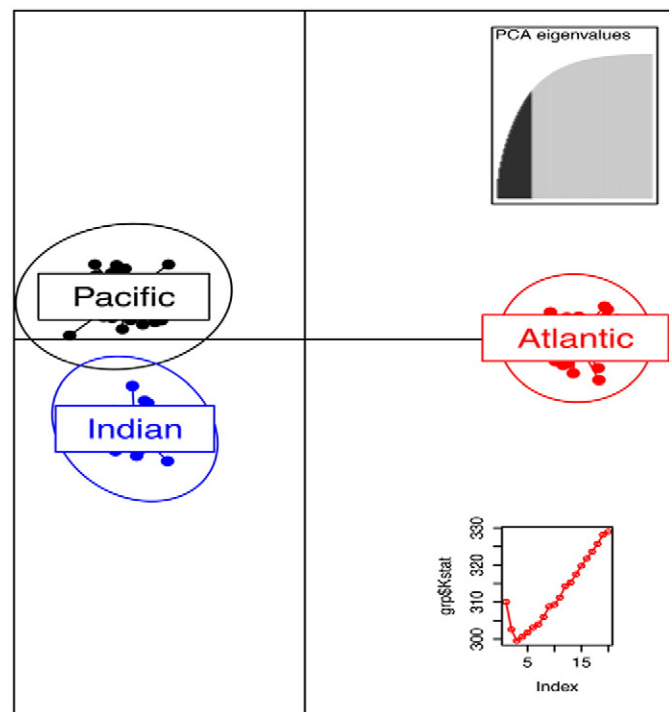 PCA eigenvalues
Pacific
Atlantic
Indian
330
320
310
300
grp$Kstat
5
15
Index